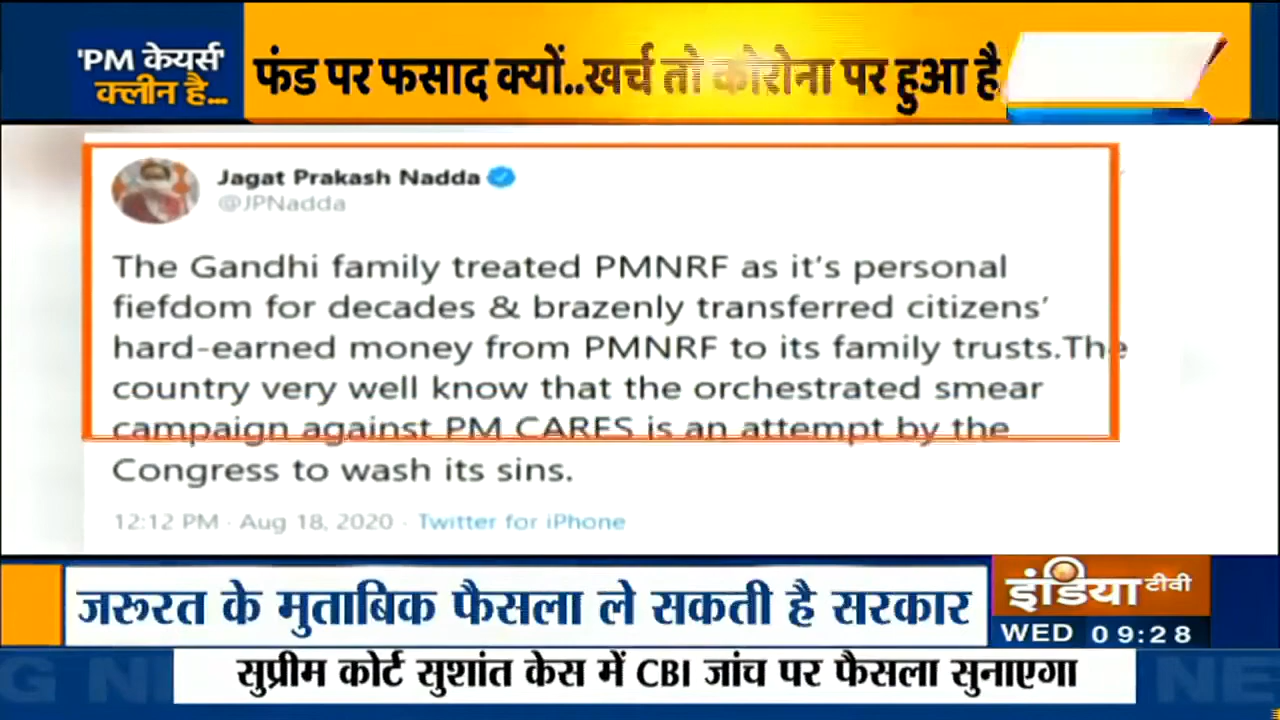 'PM केयर्स'
क्लीन है...
फंड पर फसाद क्यों..खर्च तो कोरोना पर हुआ है
Jagat Prakash Nadda
@JPNadda
The Gandhi family treated PMNRF as it's personal
fiefdom for decades & brazenly transferred citizens'
hard-earned money from PMNRF to its family trusts.The
country very well know that the orchestrated smear
campaign against PM CARES is an attempt by the
Congress to wash its sins.
12:12 PM · Aug 18, 2020 · Twitter for iPhone
जरूरत के मुताबिक फैसला ले सकती है सरकार
इंडिया टीवी
WED 09:28
सुप्रीम कोर्ट सुशांत केस में CBI जांच पर फैसला सुनाएगा